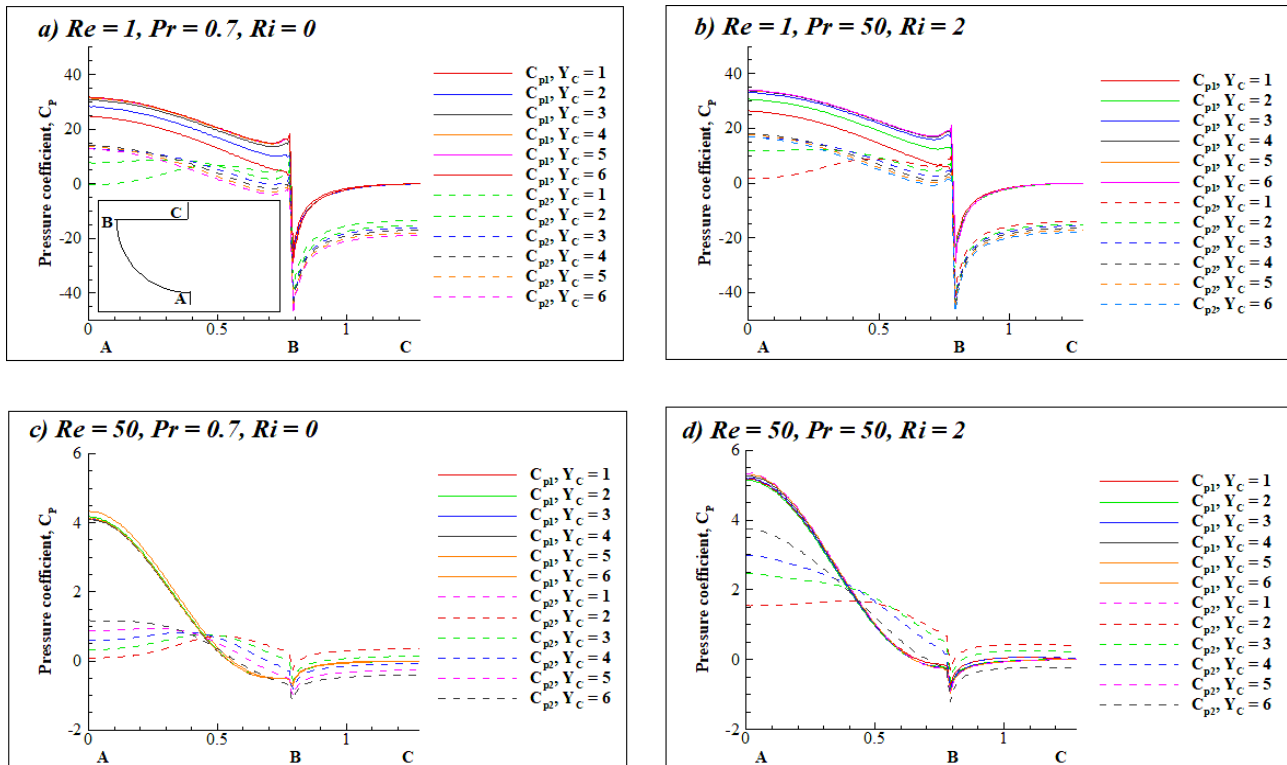 a) Re = 1, Pr = 0.7, Ri = 0
Pressure coefficient, Cp
40
20
0
-20
-40
0
0.5
1
A
B
C
B
C
A
Cp1, YC = 1
Cp1, YC = 2
Cp1, YC = 3
Cp1, YC = 4
Cp1, YC = 5
Cp1, YC = 6
Cp2, YC = 1
Cp2, YC = 2
Cp2, YC = 3
Cp2, YC = 4
Cp2, YC = 5
Cp2, YC = 6
b) Re = 1, Pr = 50, Ri = 2
Pressure coefficient, Cp
40
20
0
-20
-40
0
0.5
1
A
B
C
Cp1, YC = 1
Cp1, YC = 2
Cp1, YC = 3
Cp1, YC = 4
Cp1, YC = 5
Cp1, YC = 6
Cp2, YC = 1
Cp2, YC = 2
Cp2, YC = 3
Cp2, YC = 4
Cp2, YC = 5
Cp2, YC = 6
c) Re = 50, Pr = 0.7, Ri = 0
Pressure coefficient, Cp
6
4
2
0
-2
0
0.5
1
A
B
C
Cp1, YC = 1
Cp1, YC = 2
Cp1, YC = 3
Cp1, YC = 4
Cp1, YC = 5
Cp1, YC = 6
Cp2, YC = 1
Cp2, YC = 2
Cp2, YC = 3
Cp2, YC = 4
Cp2, YC = 5
Cp2, YC = 6
d) Re = 50, Pr = 50, Ri = 2
Pressure coefficient, Cp
6
4
2
0
-2
0
0.5
1
A
B
C
Cp1, YC = 1
Cp1, YC = 2
Cp1, YC = 3
Cp1, YC = 4
Cp1, YC = 5
Cp1, YC = 6
Cp2, YC = 1
Cp2, YC = 2
Cp2, YC = 3
Cp2, YC = 4
Cp2, YC = 5
Cp2, YC = 6